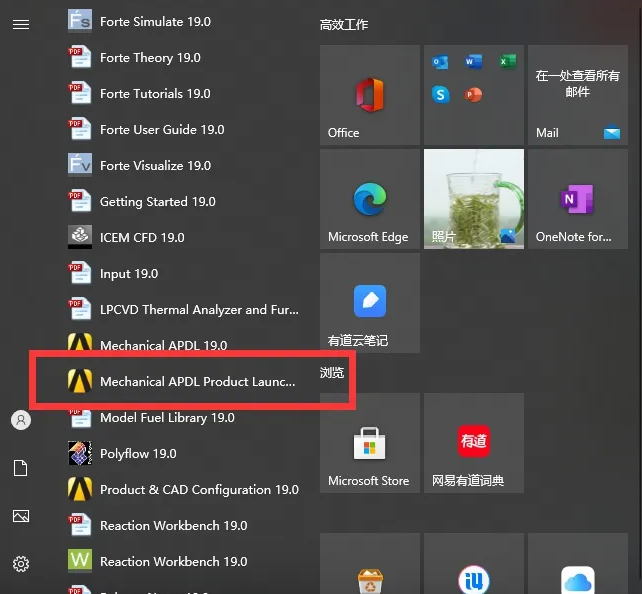 Forte Simulate 19.0
Forte Theory 19.0
Forte Tutorials 19.0
Forte User Guide 19.0
Forte Visualize 19.0
Getting Started 19.0
ICEM CFD 19.0
Input 19.0
LPCVD Thermal Analyzer and Fur...
Mechanical APDL 19.0
Mechanical APDL Product Launc...
Model Fuel Library 19.0
Polyflow 19.0
Product & CAD Configuration 19.0
Reaction Workbench 19.0
Reaction Workbench 19.0
高效工作
Office
在一处查看所有
邮件
Mail
Microsoft Edge
照片
OneNote for...
有道云笔记
浏览
Microsoft Store
有道
网易有道词典